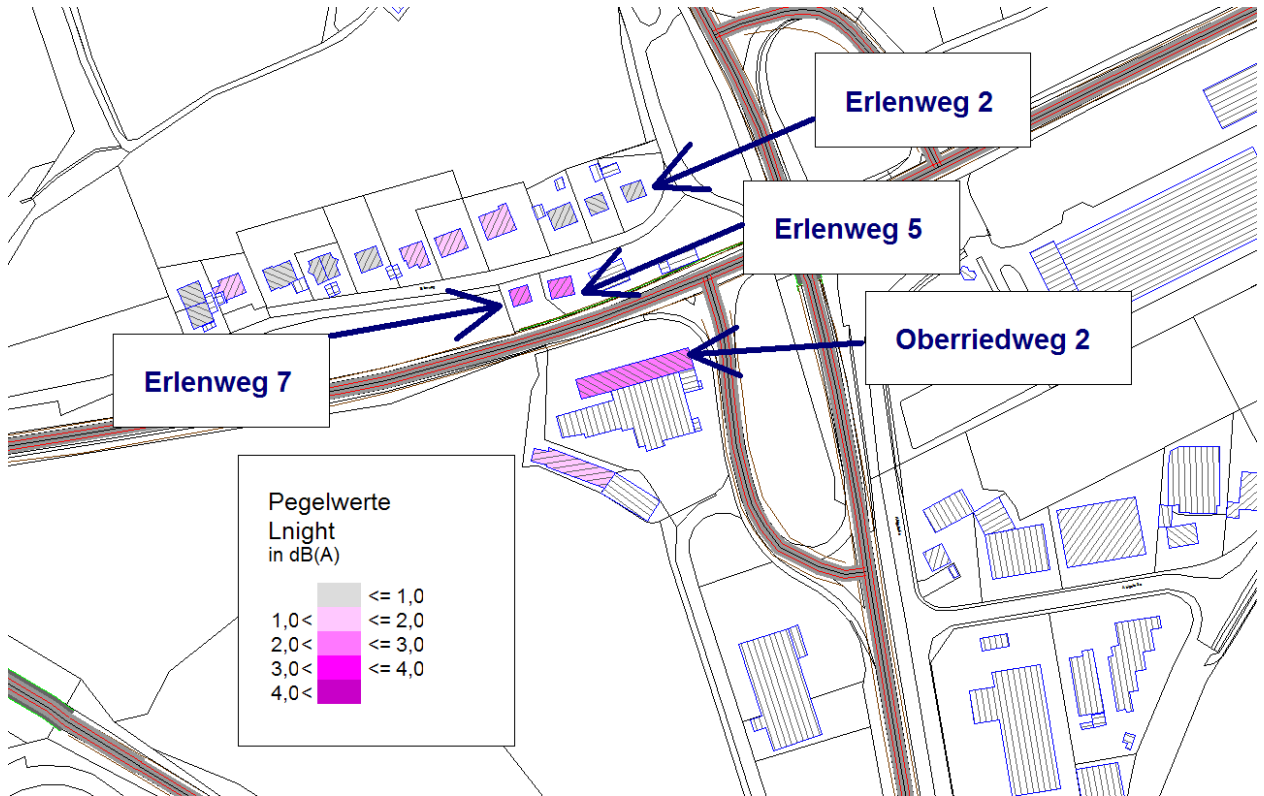 Erlenweg 2
Erlenweg 5
Oberriedweg 2
Erlenweg 7
Pegelwerte
Lnight
in dB(A)
<= 1,0
1,0 < <= 2,0
2,0 < <= 3,0
3,0 < <= 4,0
4,0 <